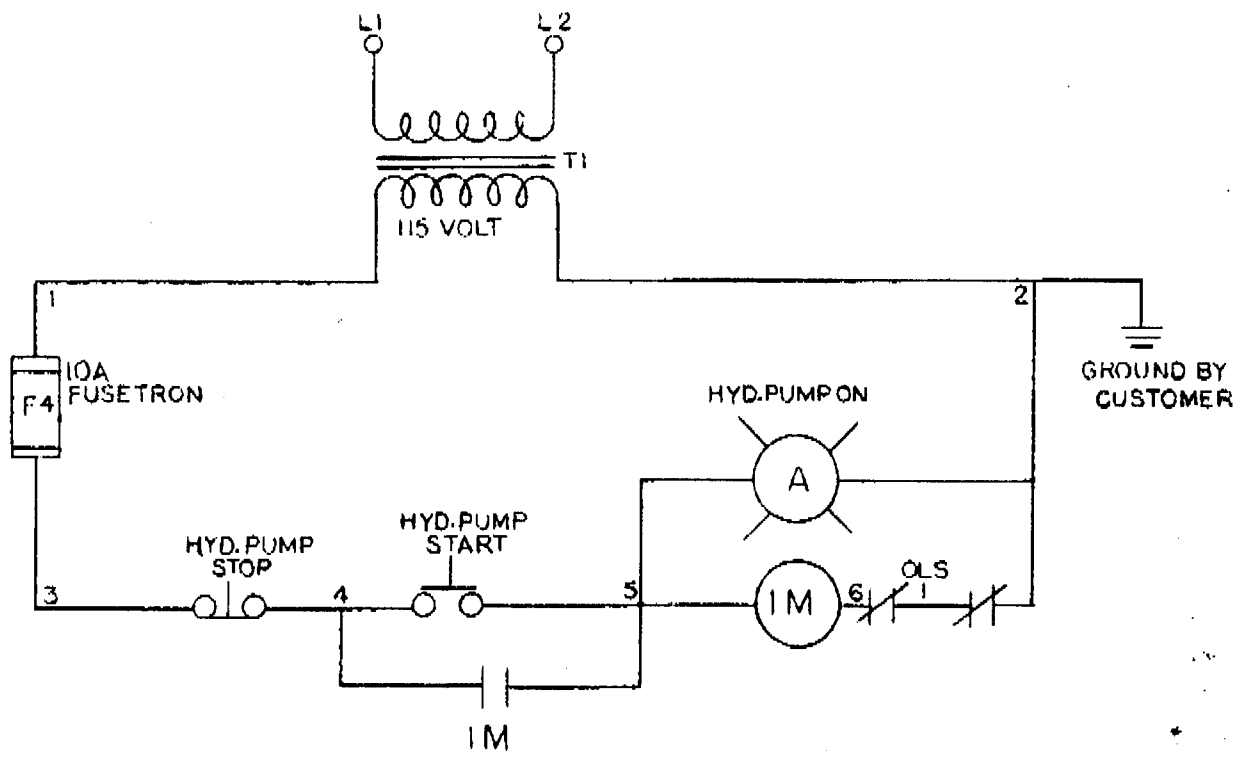 L1 L2
T1
115 VOLT
1
2
10A
FUSETRON
F4
GROUND BY
CUSTOMER
HYD.PUMP ON
A
HYD.PUMP
START
HYD.PUMP
STOP
3
4
5
1M
6
OLS
1
1M